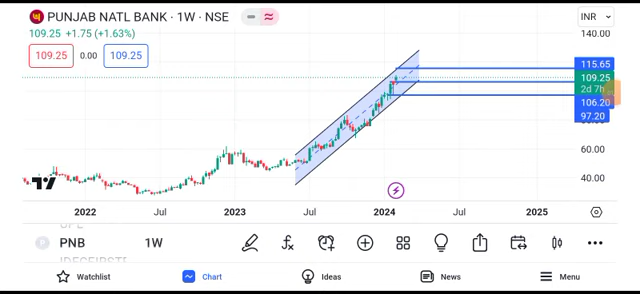 PUNJAB NATL BANK · 1W · NSE
INR
109.25 +1.75 (+1.63%)
109.25 0.00 109.25
140.00
115.65
109.25
2d 7h
106.20
97.20
60.00
40.00
2022 Jul 2023 Jul 2024 Jul 2025
PNB 1W
Watchlist Chart Ideas News Menu